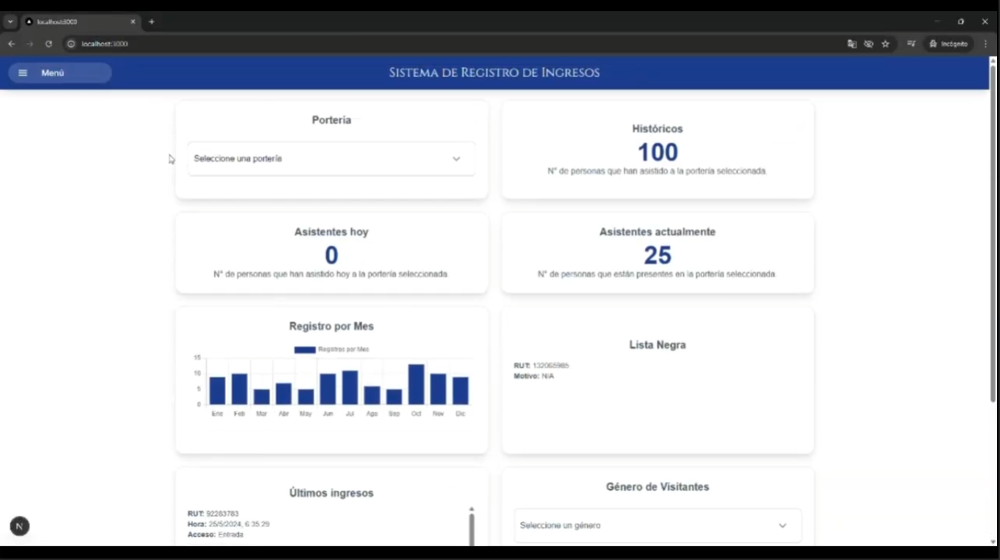 localhost:3000
localhost:3000
Incógnito
Menú
Sistema de Registro de Ingresos
Portería
Seleccione una portería
Históricos
100
N° de personas que han asistido a la portería seleccionada.
Asistentes hoy
0
N° de personas que han asistido hoy a la portería seleccionada
Asistentes actualmente
25
N° de personas que están presentes en la portería seleccionada.
Registro por Mes
Registros por Mes
15
10
5
0
Ene Feb Mar Abr May Jun Jul Ago Sep Oct Nov Dic
Lista Negra
RUT: 132065985
Motivo: N/A
Últimos ingresos
RUT: 92283783
Hora: 25/5/2024, 6:35:29
Acceso: Entrada
Género de Visitantes
Seleccione un género
N